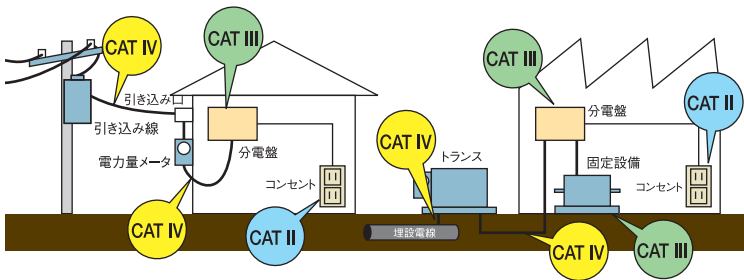 CAT IV
CAT III
引き込み口
引き込み線
電力量メータ
分電盤
コンセント
CAT IV
CAT II
CAT IV
トランス
埋設電線
CAT IV
CAT III
分電盤
CAT II
固定設備
コンセント
CAT III